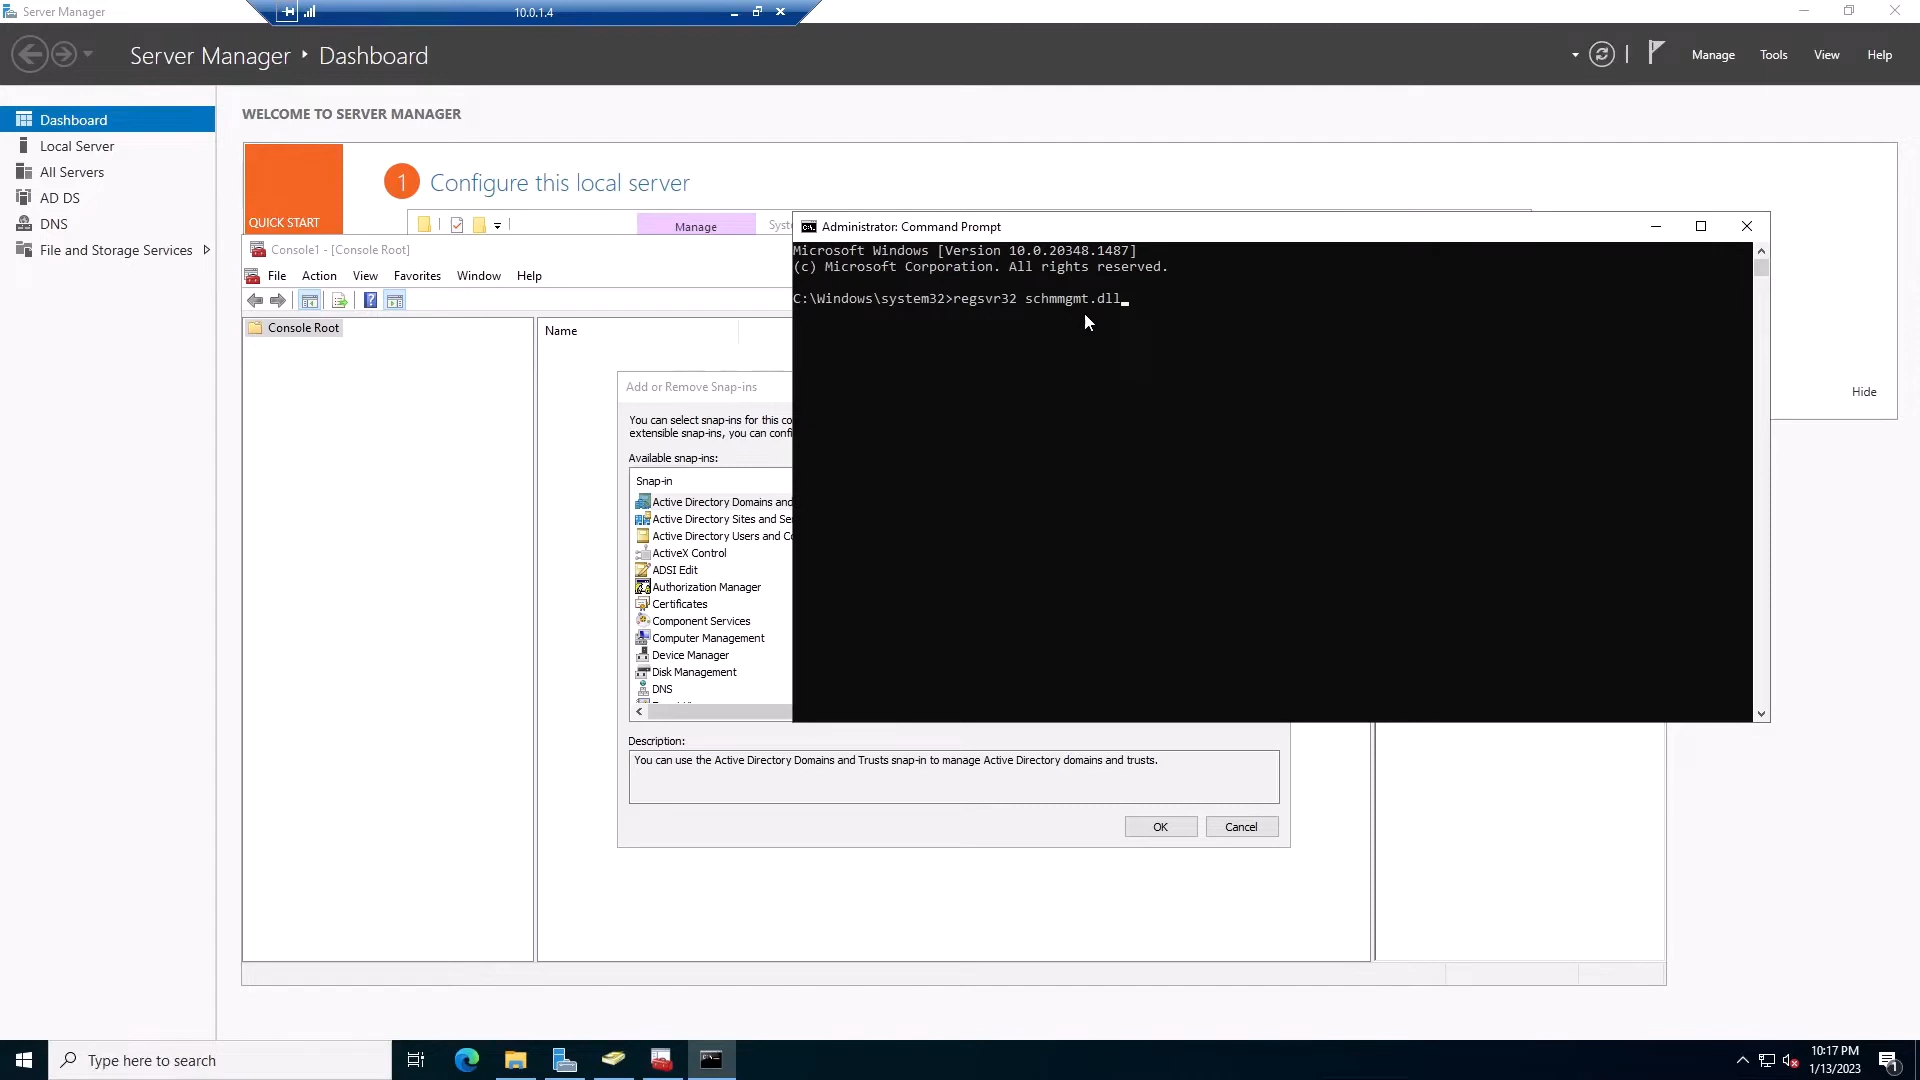 Server Manager
10.0.1.4
Server Manager ‣ Dashboard
Manage Tools View Help
Dashboard
Local Server
All Servers
AD DS
DNS
File and Storage Services
WELCOME TO SERVER MANAGER
QUICK START
1 Configure this local server
Manage
Hide
Console1 - [Console Root]
File Action View Favorites Window Help
Console Root
Name
Add or Remove Snap-ins
You can select snap-ins for this co
extensible snap-ins, you can confi
Available snap-ins:
Snap-in
Active Directory Domains and
Active Directory Sites and Se
Active Directory Users and Co
ActiveX Control
ADSI Edit
Authorization Manager
Certificates
Component Services
Computer Management
Device Manager
Disk Management
DNS
Description:
You can use the Active Directory Domains and Trusts snap-in to manage Active Directory domains and trusts.
OK Cancel
Administrator: Command Prompt
Microsoft Windows [Version 10.0.20348.1487]
(c) Microsoft Corporation. All rights reserved.
C:\Windows\system32>regsvr32 schmmgmt.dll_
Type here to search
10:17 PM
1/13/2023
1